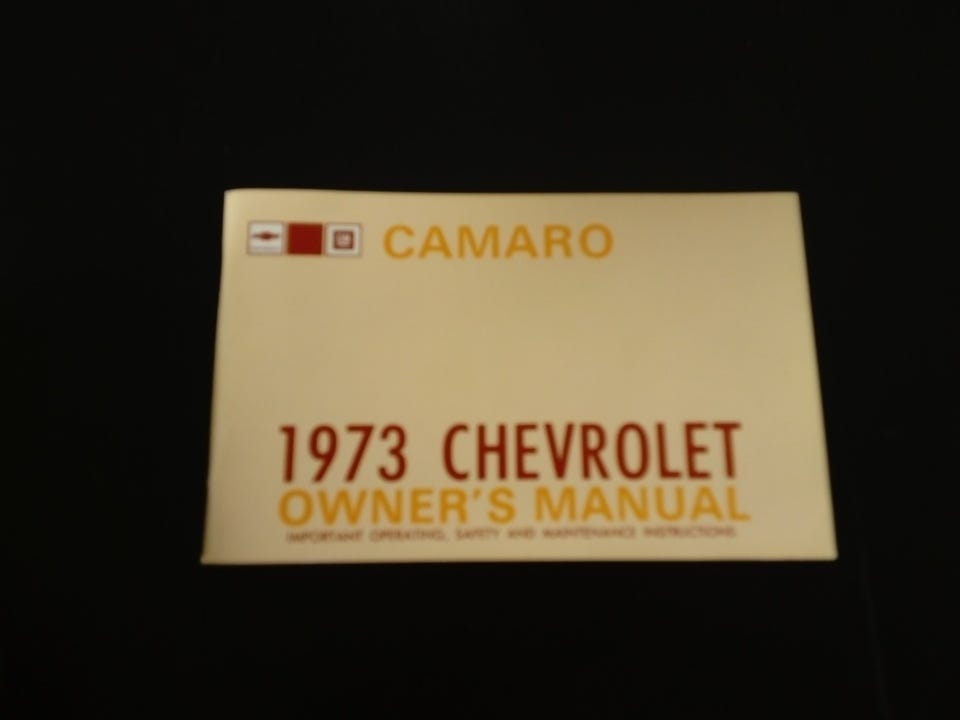 CAMARO
1973 CHEVROLET
OWNER'S MANUAL
IMPORTANT OPERATING, SAFETY AND MAINTENANCE INSTRUCTIONS